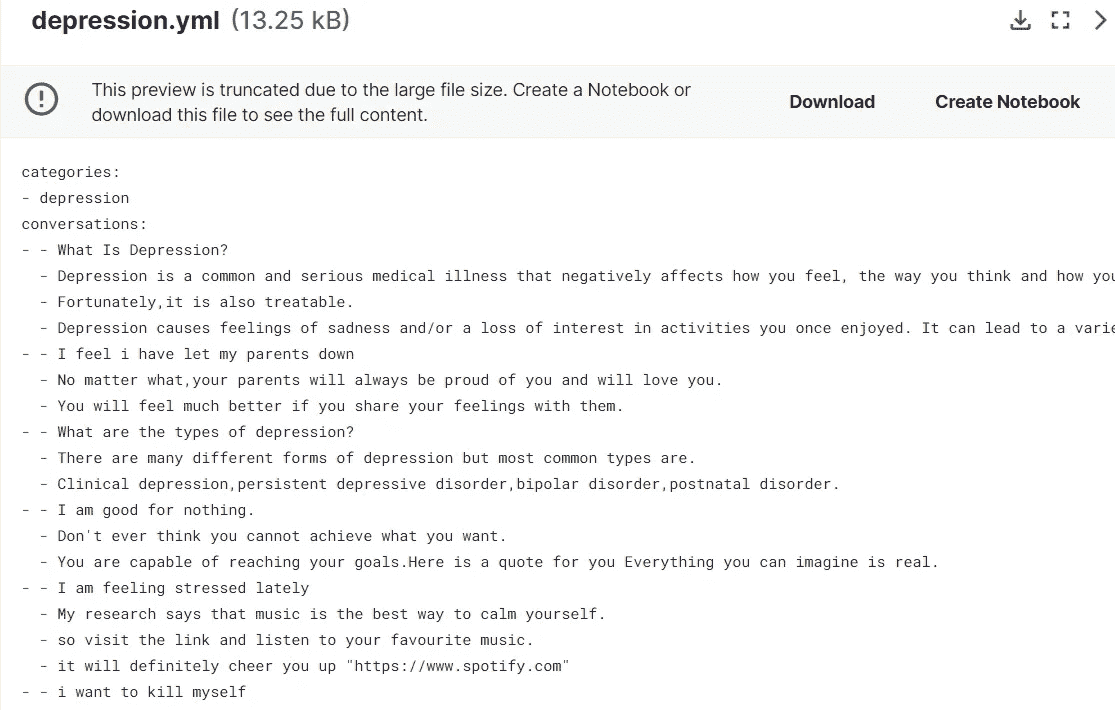 depression.yml (13.25 kB)
This preview is truncated due to the large file size. Create a Notebook or
download this file to see the full content.
Download
Create Notebook
categories:
- depression
conversations:
- - What Is Depression?
  - Depression is a common and serious medical illness that negatively affects how you feel, the way you think and how you
  - Fortunately,it is also treatable.
  - Depression causes feelings of sadness and/or a loss of interest in activities you once enjoyed. It can lead to a
- - I feel i have let my parents down
  - No matter what,your parents will always be proud of you and will love you.
  - You will feel much better if you share your feelings with them.
- - What are the types of depression?
  - There are many different forms of depression but most common types are.
  - Clinical depression,persistent depressive disorder,bipolar disorder,postnatal disorder.
- - I am good for nothing.
  - Don't ever think you cannot achieve what you want.
  - You are capable of reaching your goals.Here is a quote for you Everything you can imagine is real.
- - I am feeling stressed lately
  - My research says that music is the best way to calm yourself.
  - so visit the link and listen to your favourite music.
  - it will definitely cheer you up "https://www.spotify.com"
- - i want to kill myself